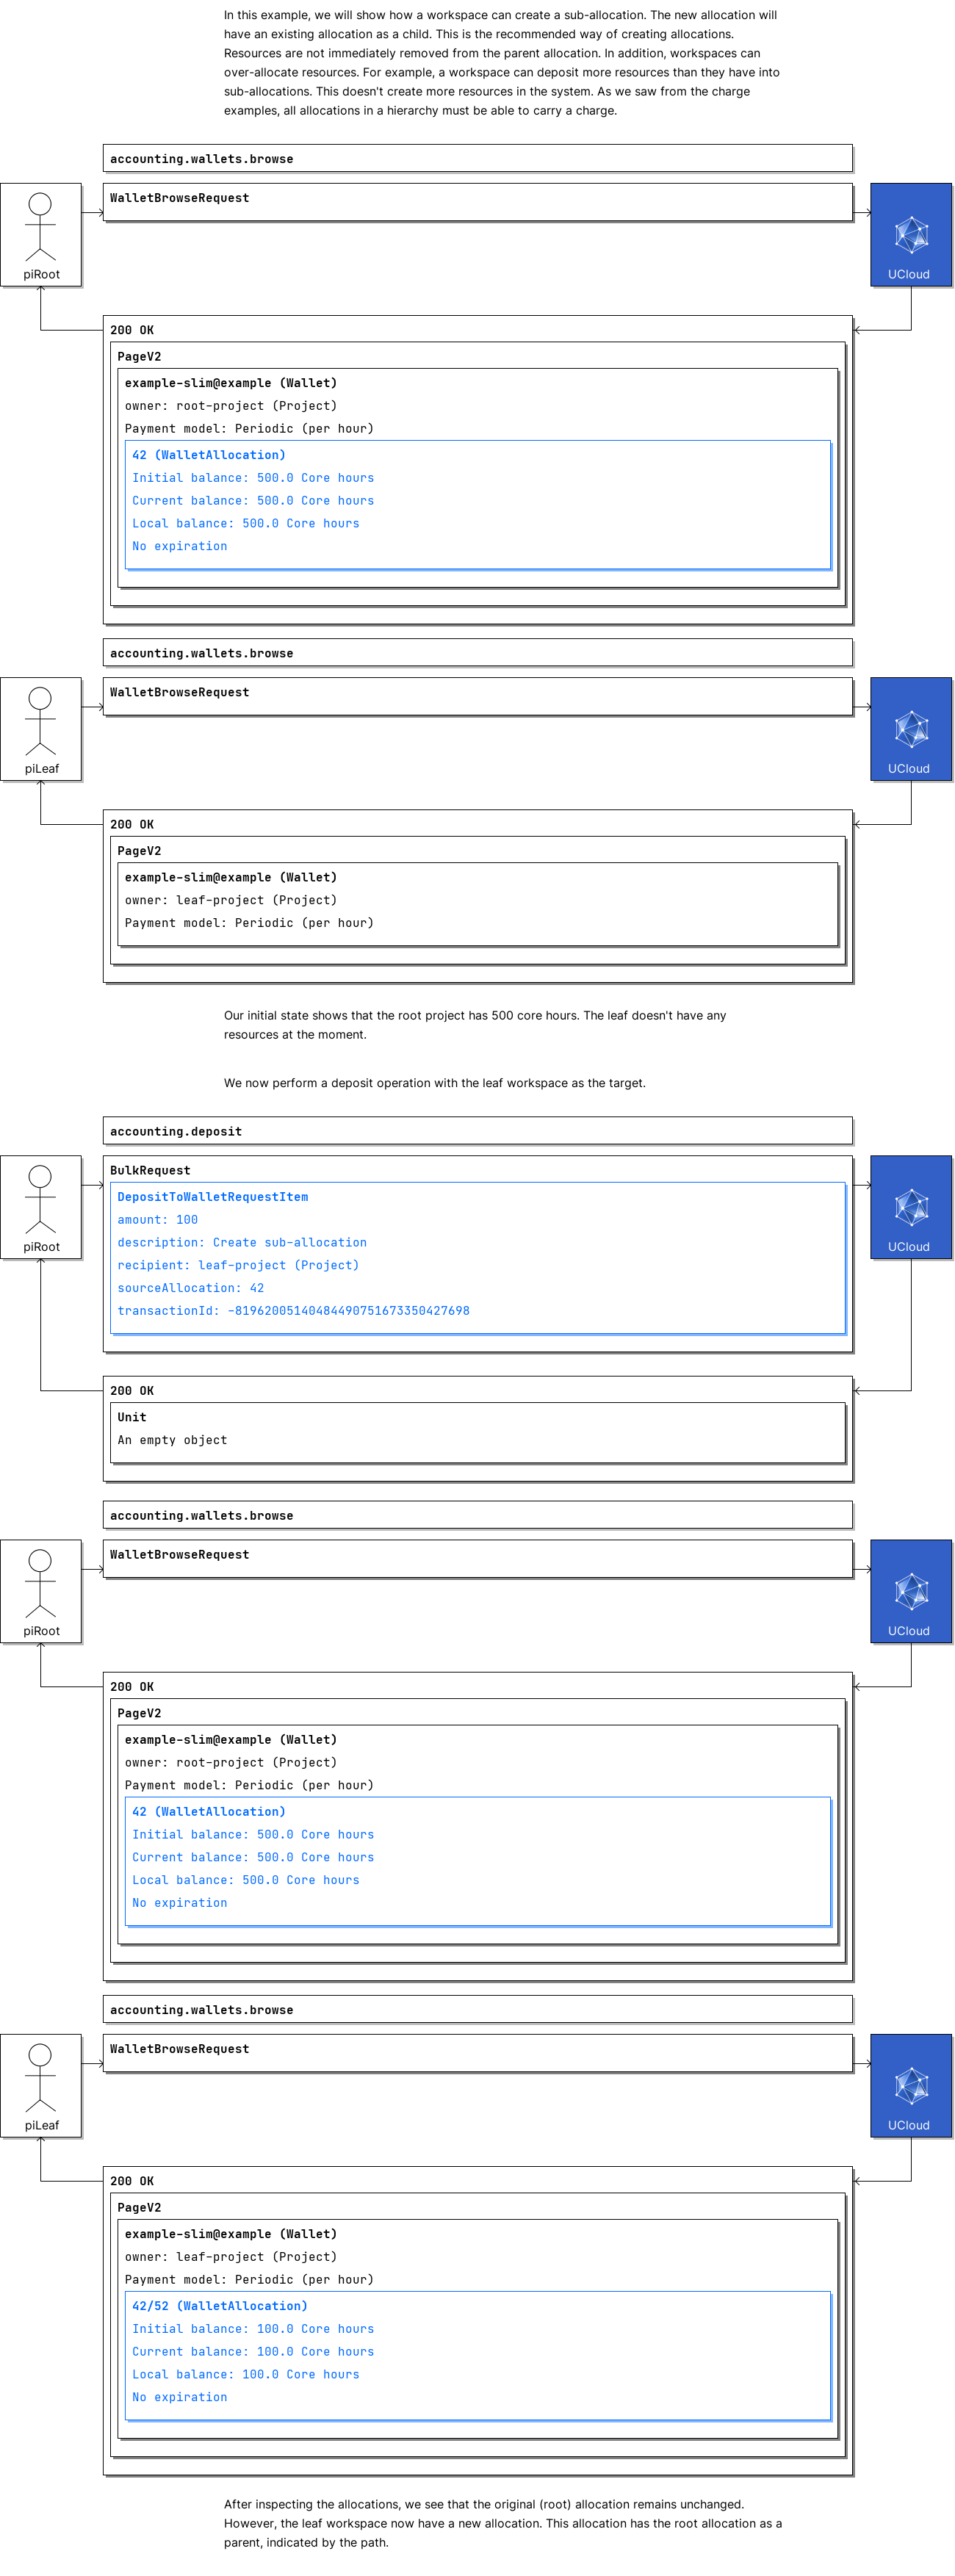 In this example, we will show how a workspace can create a sub-allocation. The new allocation will
have an existing allocation as a child. This is the recommended way of creating allocations.
Resources are not immediately removed from the parent allocation. In addition, workspaces can
over-allocate resources. For example, a workspace can deposit more resources than they have into
sub-allocations. This doesn't create more resources in the system. As we saw from the charge
examples, all allocations in a hierarchy must be able to carry a charge.
accounting.wallets.browse
WalletBrowseRequest
piRoot
UCloud
200 OK
PageV2
example-slim@example (Wallet)
owner: root-project (Project)
Payment model: Periodic (per hour)
42 (WalletAllocation)
Initial balance: 500.0 Core hours
Current balance: 500.0 Core hours
Local balance: 500.0 Core hours
No expiration
accounting.wallets.browse
WalletBrowseRequest
piLeaf
UCloud
200 OK
PageV2
example-slim@example (Wallet)
owner: leaf-project (Project)
Payment model: Periodic (per hour)
Our initial state shows that the root project has 500 core hours. The leaf doesn't have any
resources at the moment.
We now perform a deposit operation with the leaf workspace as the target.
accounting.deposit
BulkRequest
DepositToWalletRequestItem
amount: 100
description: Create sub-allocation
recipient: leaf-project (Project)
sourceAllocation: 42
transactionId: -81962005140484490751673350427698
piRoot
UCloud
200 OK
Unit
An empty object
accounting.wallets.browse
WalletBrowseRequest
piRoot
UCloud
200 OK
PageV2
example-slim@example (Wallet)
owner: root-project (Project)
Payment model: Periodic (per hour)
42 (WalletAllocation)
Initial balance: 500.0 Core hours
Current balance: 500.0 Core hours
Local balance: 500.0 Core hours
No expiration
accounting.wallets.browse
WalletBrowseRequest
piLeaf
UCloud
200 OK
PageV2
example-slim@example (Wallet)
owner: leaf-project (Project)
Payment model: Periodic (per hour)
42/52 (WalletAllocation)
Initial balance: 100.0 Core hours
Current balance: 100.0 Core hours
Local balance: 100.0 Core hours
No expiration
After inspecting the allocations, we see that the original (root) allocation remains unchanged.
However, the leaf workspace now have a new allocation. This allocation has the root allocation as a
parent, indicated by the path.